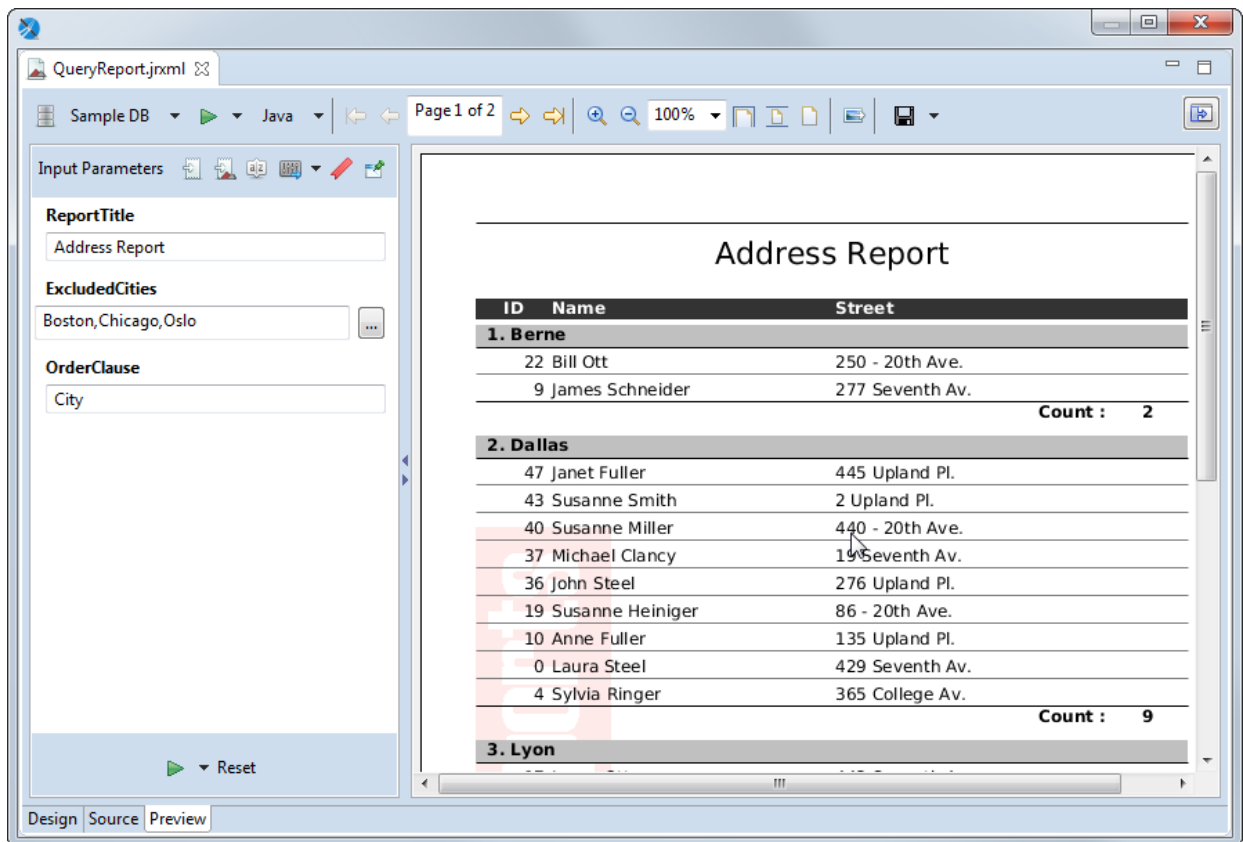 QueryReport.jrxml
Sample DB Java Page 1 of 2 100%
Input Parameters
ReportTitle
Address Report
ExcludedCities
Boston,Chicago,Oslo ...
OrderClause
City
Reset
Design Source Preview
Address Report
ID Name Street
1. Berne
22 Bill Ott 250 - 20th Ave.
9 James Schneider 277 Seventh Av.
Count : 2
2. Dallas
47 Janet Fuller 445 Upland Pl.
43 Susanne Smith 2 Upland Pl.
40 Susanne Miller 440 - 20th Ave.
37 Michael Clancy 19 Seventh Av.
36 John Steel 276 Upland Pl.
19 Susanne Heiniger 86 - 20th Ave.
10 Anne Fuller 135 Upland Pl.
0 Laura Steel 429 Seventh Av.
4 Sylvia Ringer 365 College Av.
Count : 9
3. Lyon